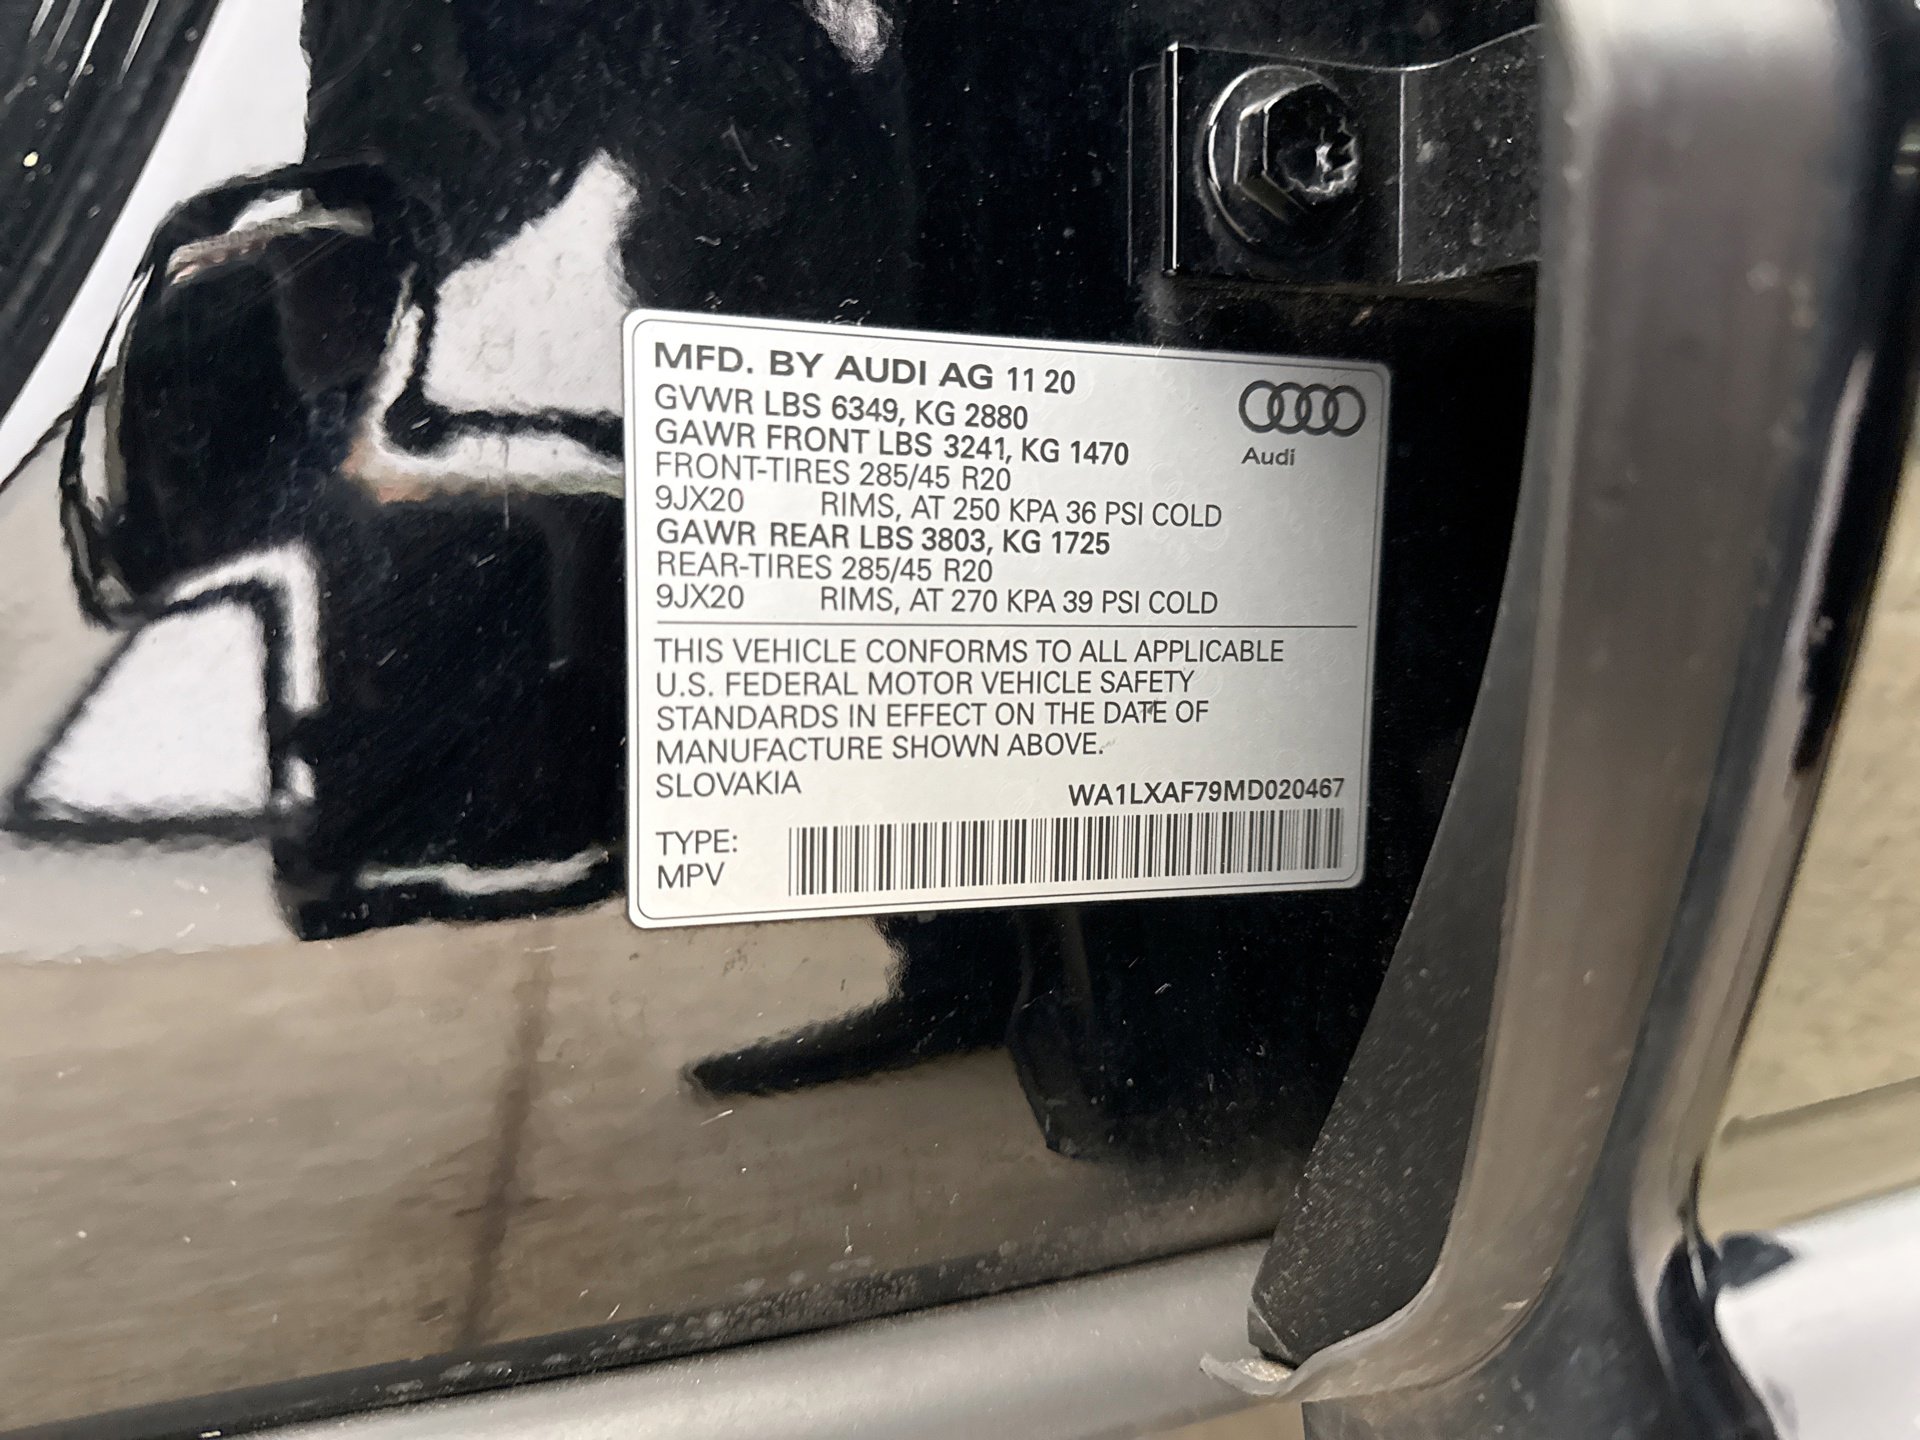 MFD. BY AUDI AG 11 20
GVWR LBS 6349, KG 2880
GAWR FRONT LBS 3241, KG 1470
FRONT-TIRES 285/45 R20
9JX20 RIMS, AT 250 KPA 36 PSI COLD
GAWR REAR LBS 3803, KG 1725
REAR-TIRES 285/45 R20
9JX20 RIMS, AT 270 KPA 39 PSI COLD
Audi
THIS VEHICLE CONFORMS TO ALL APPLICABLE
U.S. FEDERAL MOTOR VEHICLE SAFETY
STANDARDS IN EFFECT ON THE DATE OF
MANUFACTURE SHOWN ABOVE.
SLOVAKIA
WA1LXAF79MD020467
TYPE:
MPV